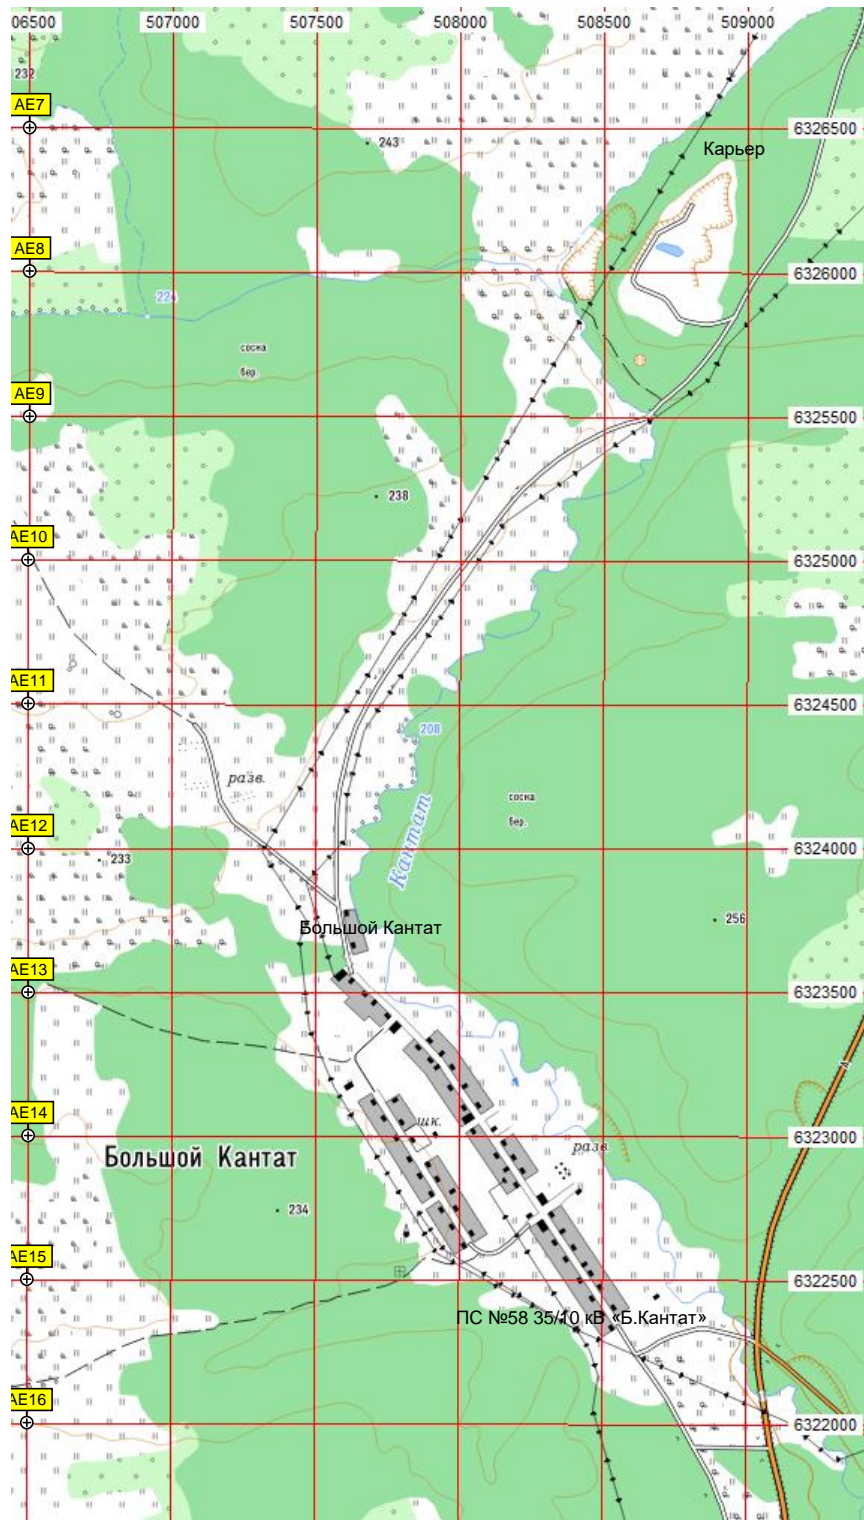 06500 507000 507500 508000 508500 509000
232
AE7
6326500
243
Карьер
AE8
6326000
224
сосна
бер.
AE9
6325500
238
AE10
6325000
AE11
6324500
208
разв.
сосна
бер.
Кантат
AE12
6324000
233
256
Большой Кантат
AE13
6323500
AE14
шк.
6323000
разв.
Большой Кантат
234
AE15
6322500
ПС №58 35/10 кВ «Б.Кантат»
AE16
6322000
А